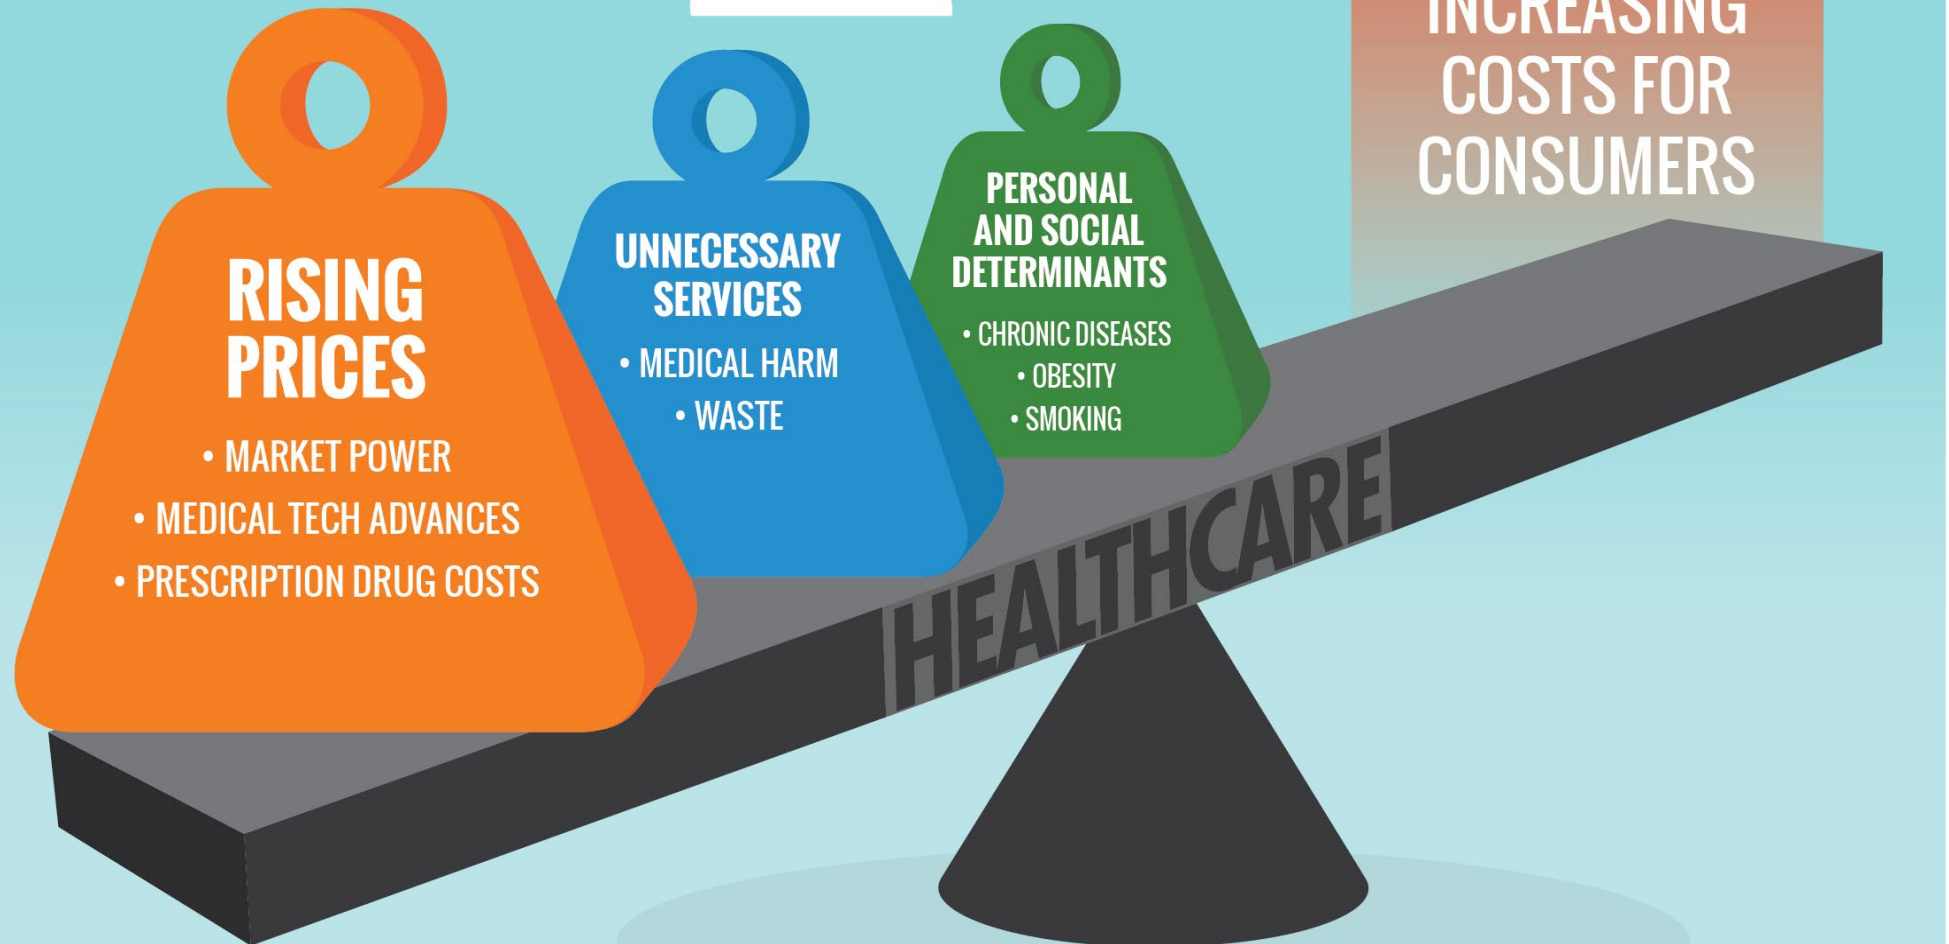 RISING
PRICES
• MARKET POWER
• MEDICAL TECH ADVANCES
• PRESCRIPTION DRUG COSTS
UNNECESSARY
SERVICES
• MEDICAL HARM
• WASTE
PERSONAL
AND SOCIAL
DETERMINANTS
• CHRONIC DISEASES
• OBESITY
• SMOKING
INCREASING
COSTS FOR
CONSUMERS
HEALTHCARE